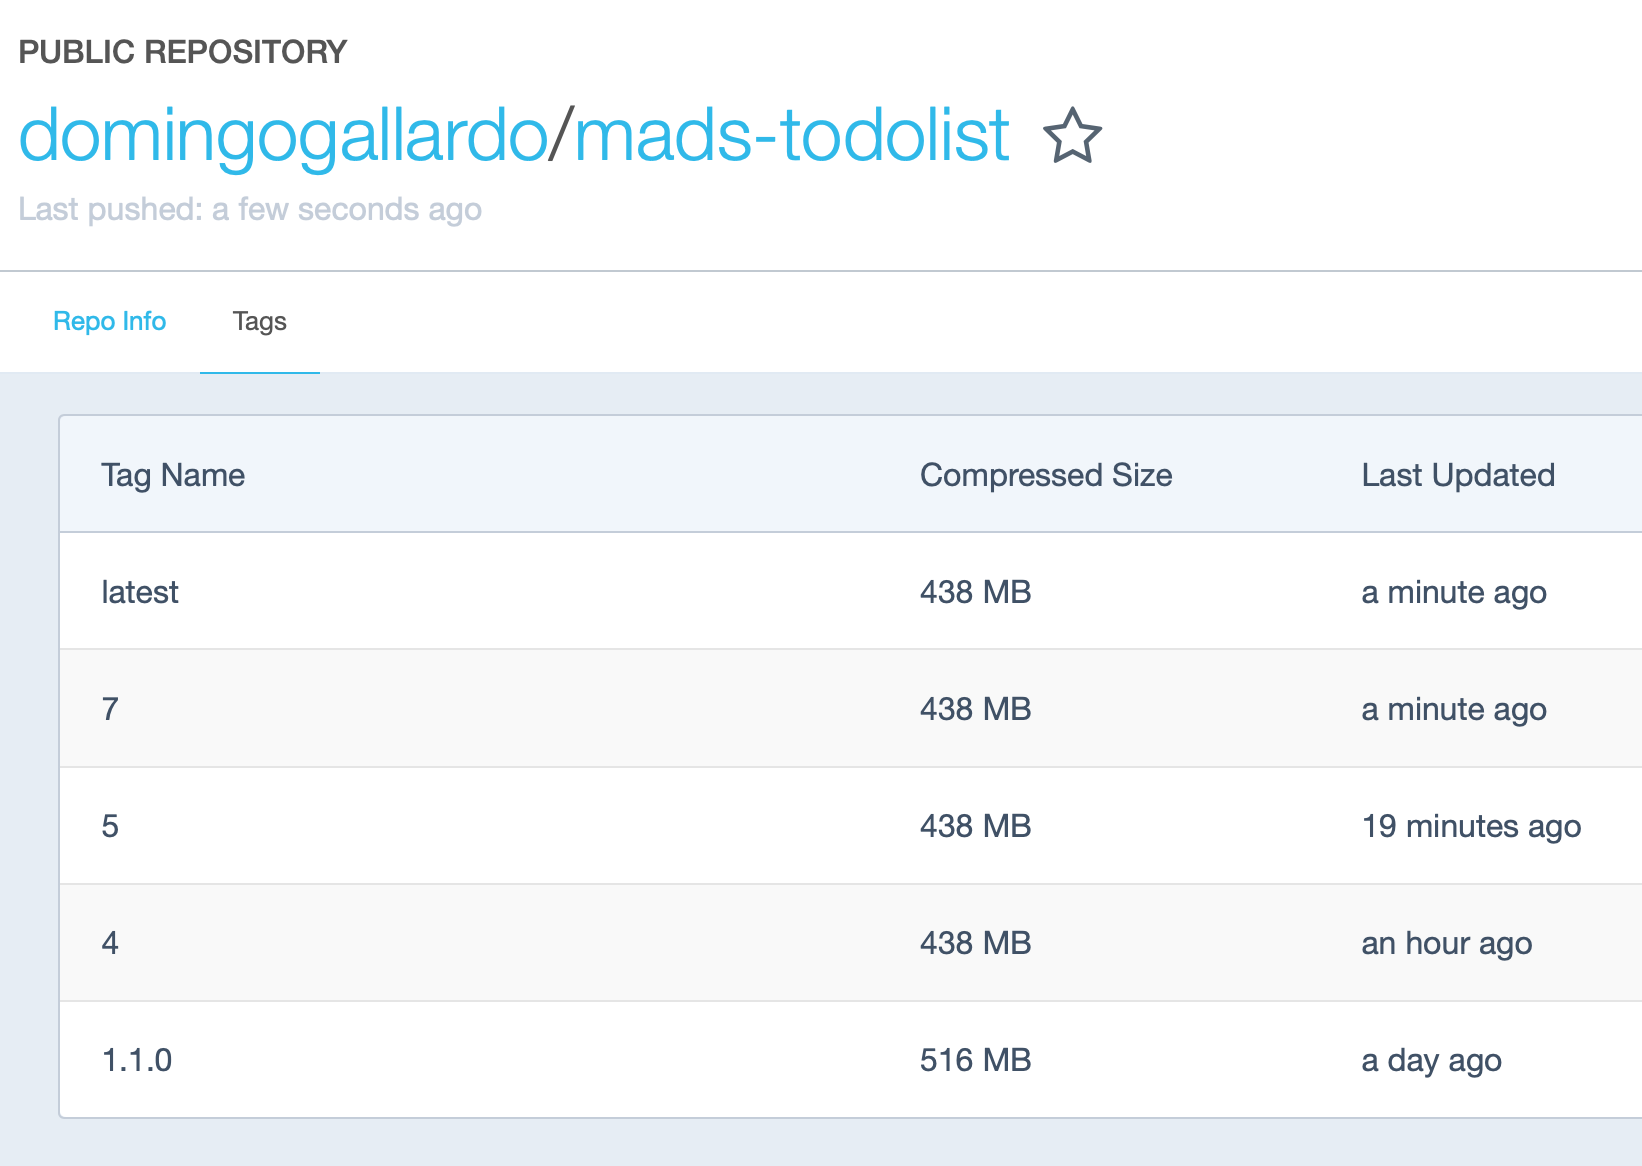 PUBLIC REPOSITORY
domingogallardo/mads-todolist
Last pushed: a few seconds ago
Repo Info Tags
Tag Name Compressed Size Last Updated
latest 438 MB a minute ago
7 438 MB a minute ago
5 438 MB 19 minutes ago
4 438 MB an hour ago
1.1.0 516 MB a day ago